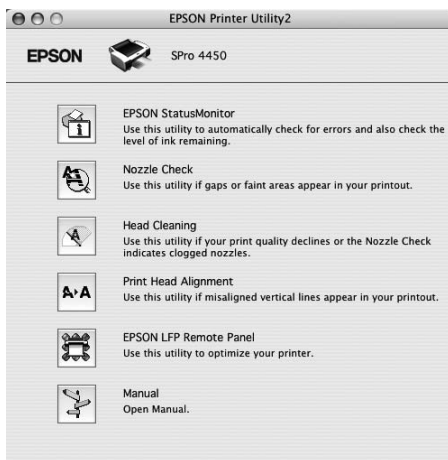 EPSON Printer Utility2
EPSON SPro 4450
EPSON StatusMonitor
Use this utility to automatically check for errors and also check the
level of ink remaining.
Nozzle Check
Use this utility if gaps or faint areas appear in your printout.
Head Cleaning
Use this utility if your print quality declines or the Nozzle Check
indicates clogged nozzles.
Print Head Alignment
Use this utility if misaligned vertical lines appear in your printout.
EPSON LFP Remote Panel
Use this utility to optimize your printer.
Manual
Open Manual.